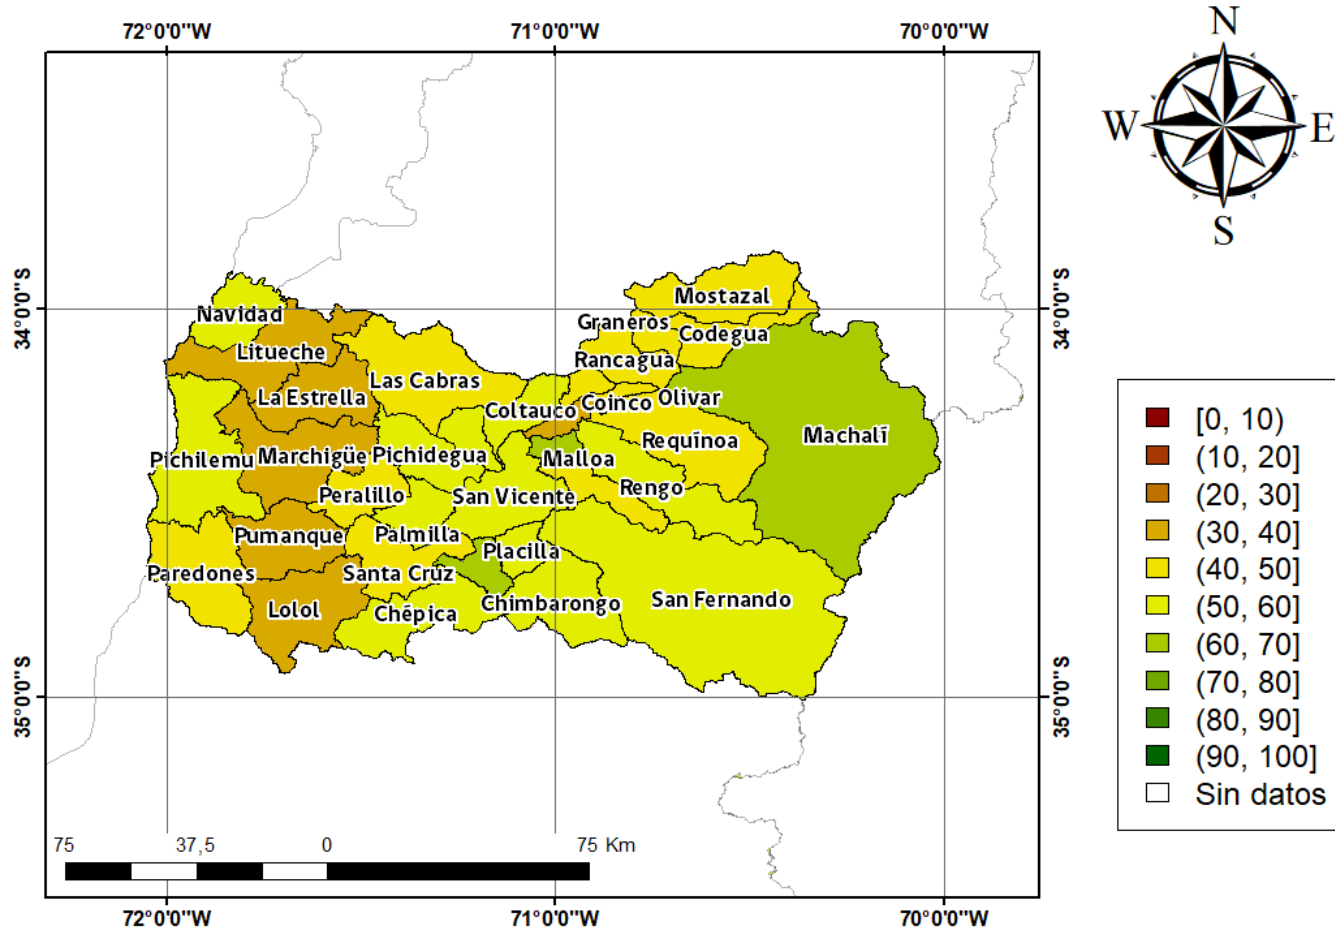 72°0'0"W
71°0'0"W
70°0'0"W
N
W
E
S
34°0'0"S
34°0'0"S
Mostazal
Navidad
Graneros
Codegua
Litueche
Rancagua
Las Cabras
La Estrella
Coltauco
Coinco
Olivar
Requínoa
Machalí
Pichilemu
Marchigüe
Pichidegua
Malloa
Peralillo
San Vicente
Rengo
Pumanque
Palmilla
Placilla
Paredones
Santa Cruz
Lolol
Chépica
Chimbarongo
San Fernando
35°0'0"S
35°0'0"S
[0, 10)
(10, 20]
(20, 30]
(30, 40]
(40, 50]
(50, 60]
(60, 70]
(70, 80]
(80, 90]
(90, 100]
Sin datos
75
37,5
0
75 Km
72°0'0"W
71°0'0"W
70°0'0"W